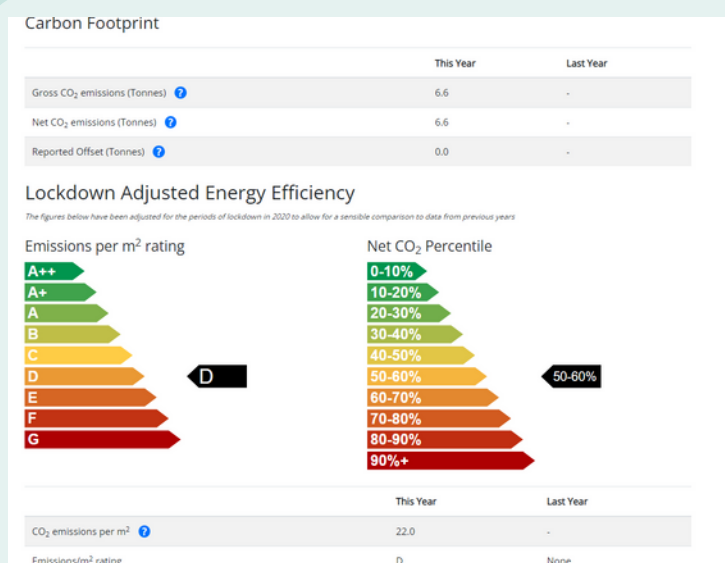 Carbon Footprint
This Year Last Year
Gross CO₂ emissions (Tonnes) ? 6.6 -
Net CO₂ emissions (Tonnes) ? 6.6 -
Reported Offset (Tonnes) ? 0.0 -
Lockdown Adjusted Energy Efficiency
The figures below have been adjusted for the periods of lockdown in 2020 to allow for a sensible comparison to data from previous years
Emissions per m² rating
A++
A+
A
B
C
D D
E
F
G
Net CO₂ Percentile
0-10%
10-20%
20-30%
30-40%
40-50%
50-60% 50-60%
60-70%
70-80%
80-90%
90%+
This Year Last Year
CO₂ emissions per m² ? 22.0 -
Emissions/m² rating D None